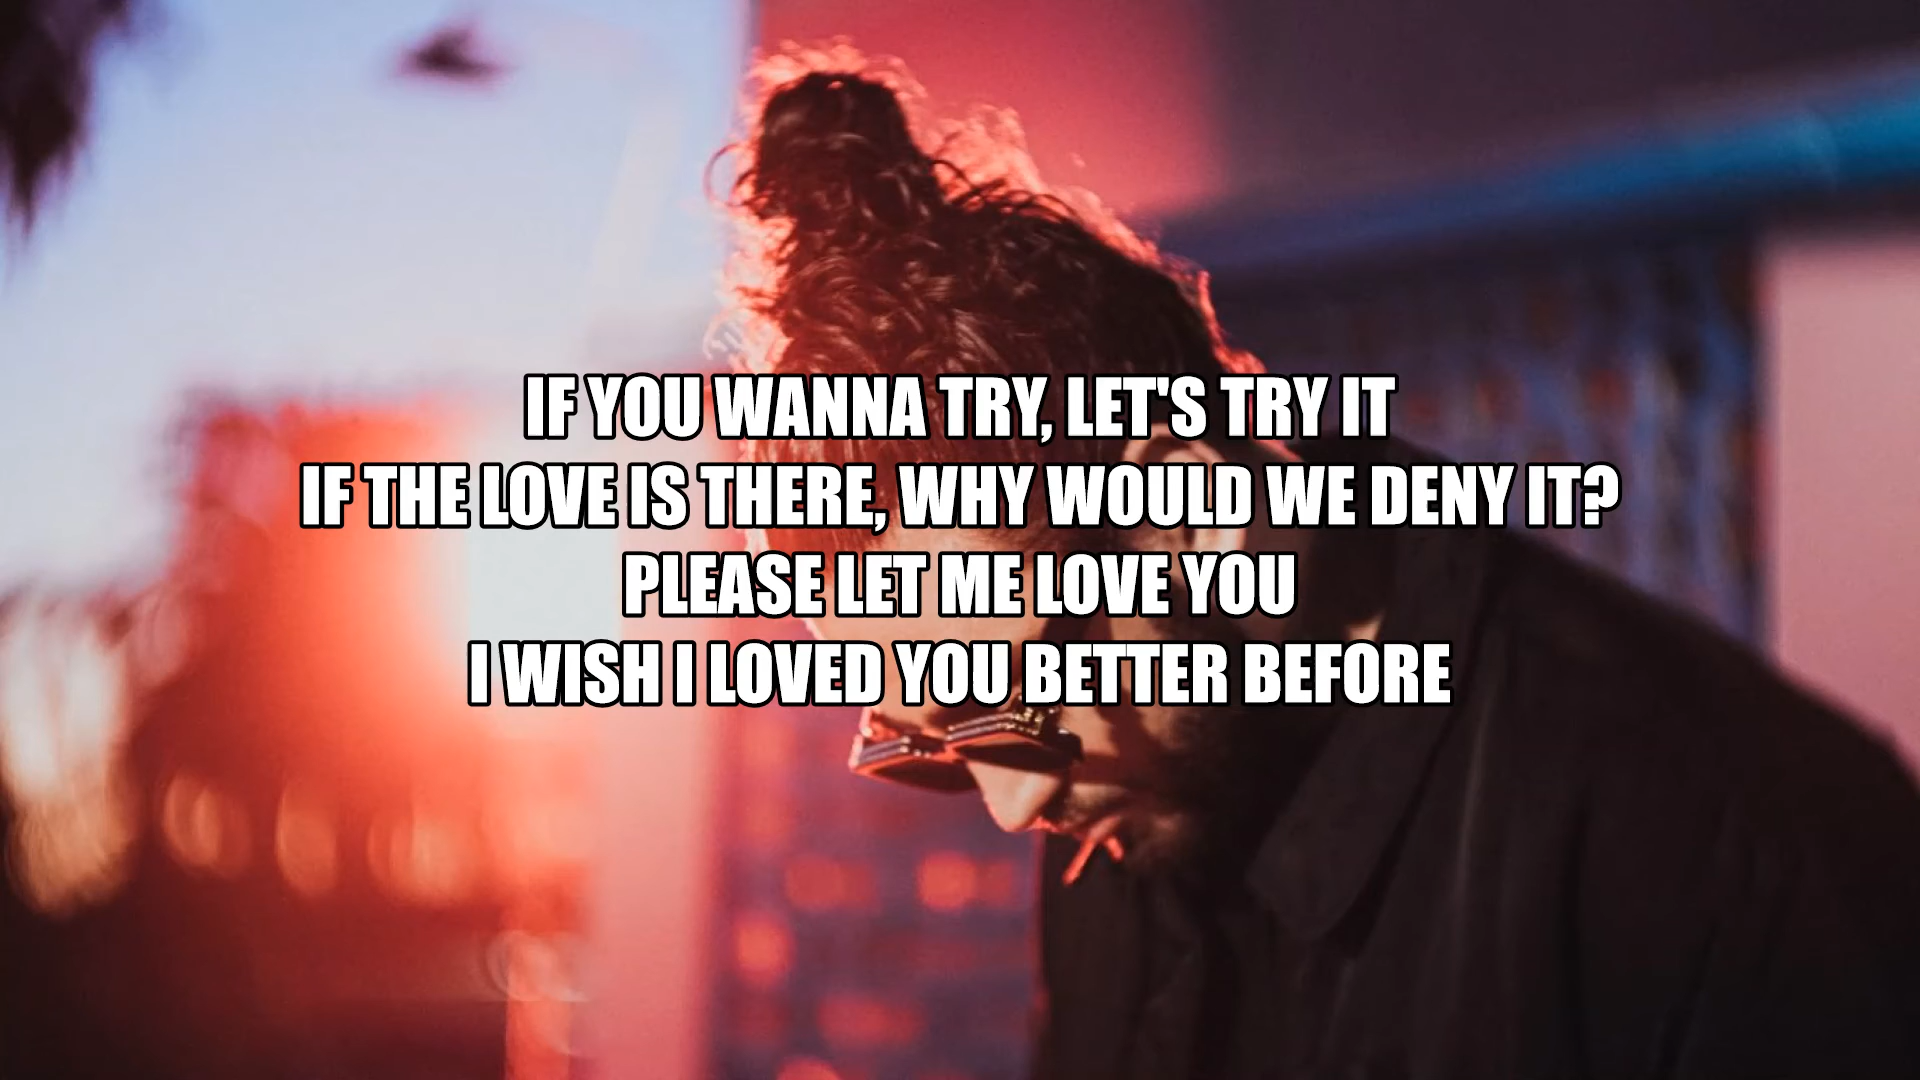 IF YOU WANNA TRY, LET'S TRY IT
IF THE LOVE IS THERE, WHY WOULD WE DENY IT?
PLEASE LET ME LOVE YOU
I WISH I LOVED YOU BETTER BEFORE